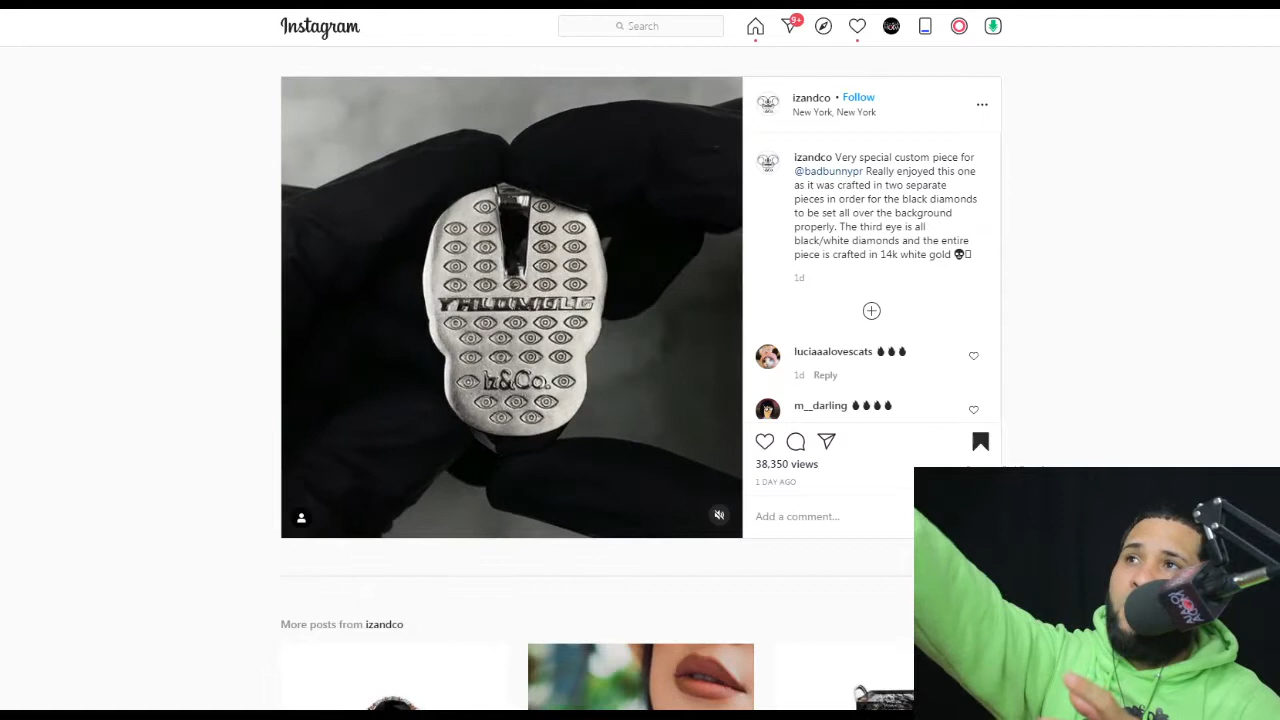 Instagram
Search
9+
izandco • Follow
New York, New York
izandco Very special custom piece for
@badbunnypr Really enjoyed this one
as it was crafted in two separate
pieces in order for the black diamonds
to be set all over the background
properly. The third eye is all
black/white diamonds and the entire
piece is crafted in 14k white gold
1d
YHLQMDLG
Iz&Co.
luciaaalovescats
1d Reply
m__darling
38,350 views
1 DAY AGO
Add a comment...
More posts from izandco